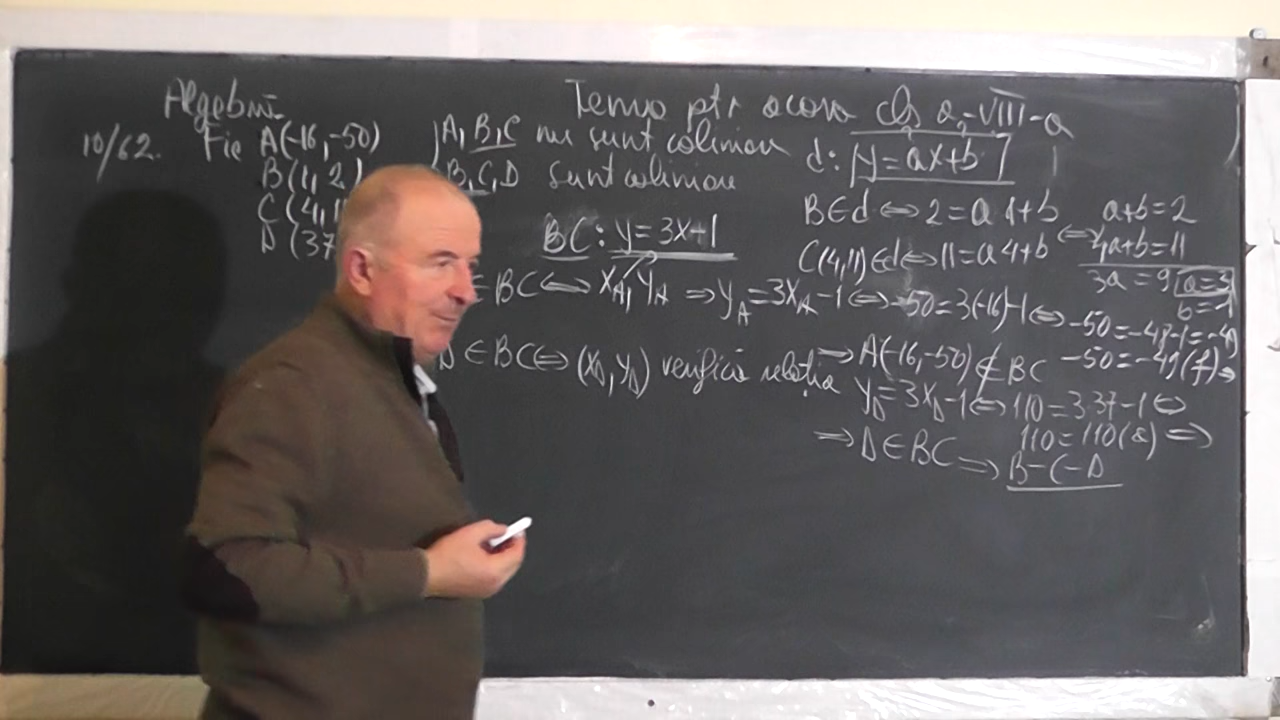 Algebră Temă ptr acasă cls a-VIII-a
10/62. Fie A(-16,-50) A, B, C nu sunt coliniare d: y=ax+b
B(1,2) B,C,D sunt coliniare
C(4,1
D(37
BC: y=3x+1
B∈d ⇔ 2=a·1+b a+b=2
C(4,11)∈d ⇔ 11=a·4+b ⇔ 4a+b=11
3a=9 a=3
b=-1
∈BC ⇔ xA, yA ⇒ yA=3xA-1 ⇔ -50=3(-16)-1 ⇔ -50=-48-1=-49
-50=-49(f) ⇒
⇒ A(-16,-50) ∉ BC
D∈BC ⇔ (xD, yD) verifică relația
yD=3xD-1 ⇔ 110=3·37-1 ⇔
110=110(a) ⇒
⇒ D∈BC ⇒ B-C-D